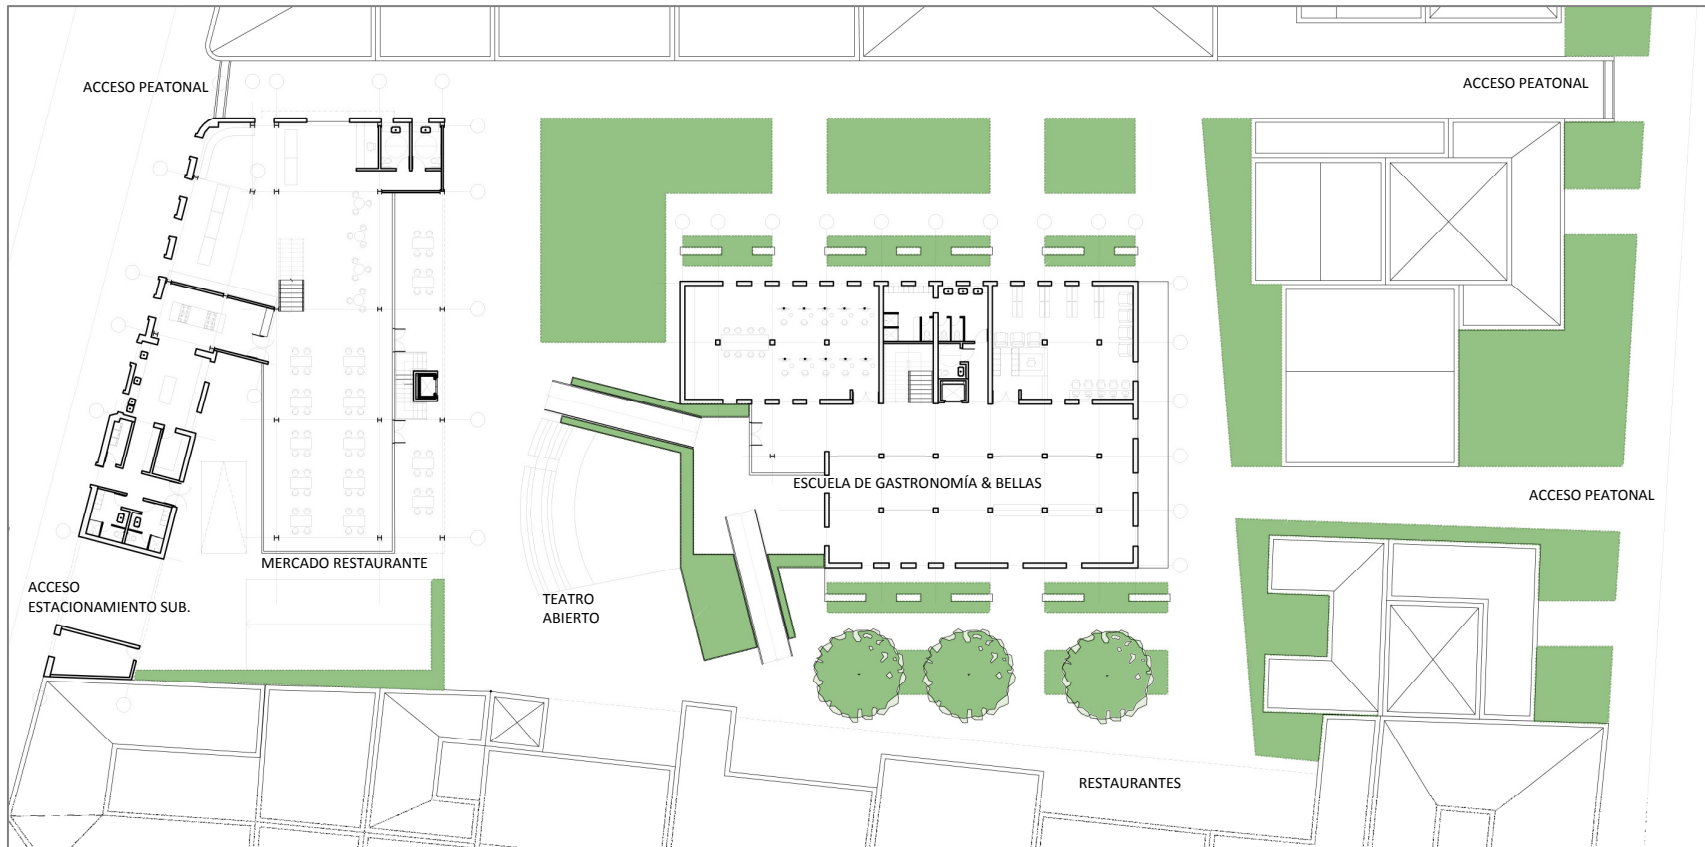 ACCESO PEATONAL
ACCESO PEATONAL
ESCUELA DE GASTRONOMÍA & BELLAS
ACCESO PEATONAL
MERCADO RESTAURANTE
ACCESO
ESTACIONAMIENTO SUB.
TEATRO
ABIERTO
RESTAURANTES